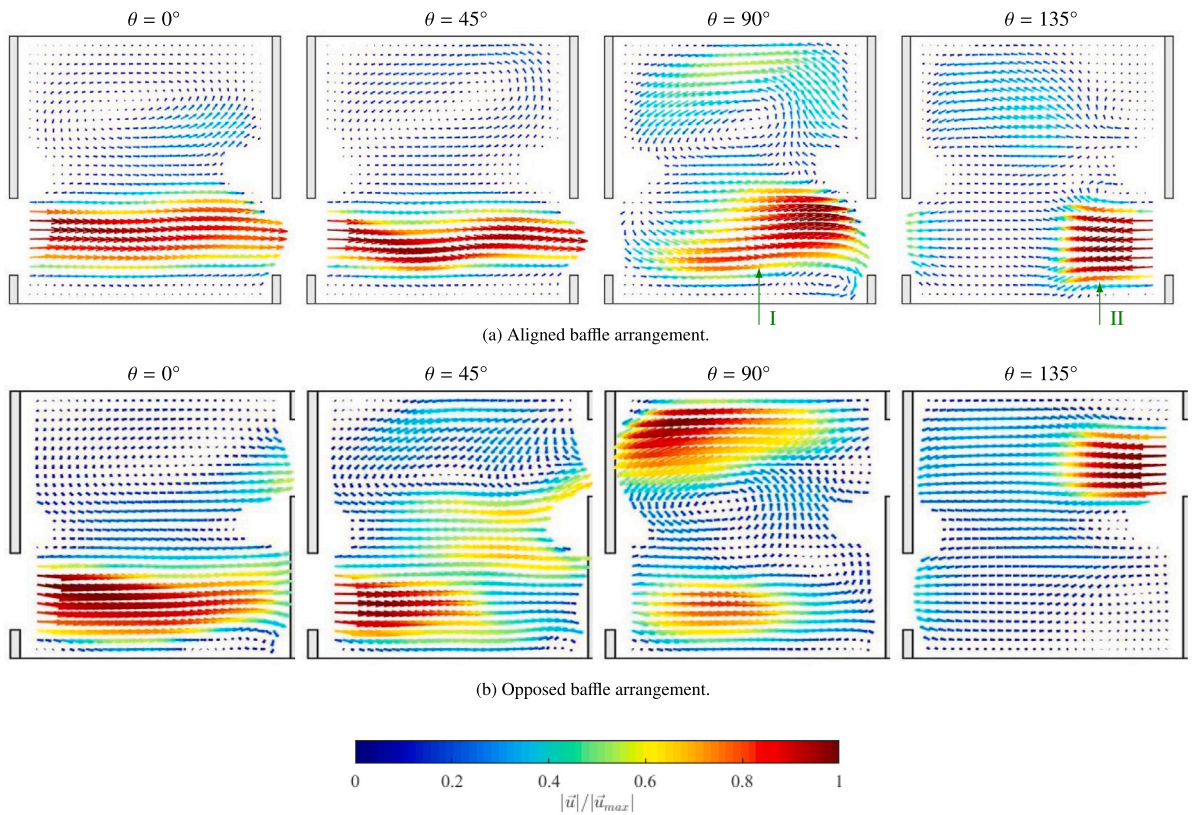 θ = 0° θ = 45° θ = 90° θ = 135°
I II
(a) Aligned baffle arrangement.
θ = 0° θ = 45° θ = 90° θ = 135°
(b) Opposed baffle arrangement.
0 0.2 0.4 0.6 0.8 1
|u⃗|/|u⃗max|